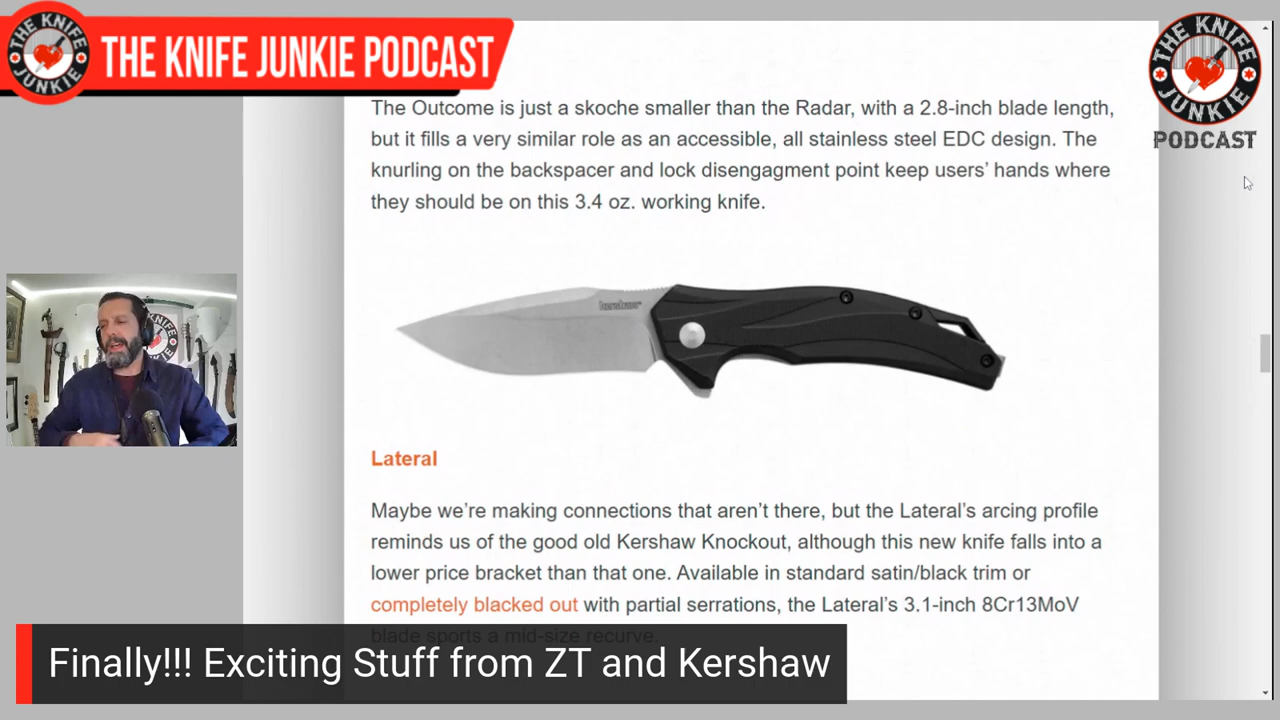 THE KNIFE JUNKIE
THE KNIFE JUNKIE PODCAST
THE KNIFE
JUNKIE
PODCAST
The Outcome is just a skoche smaller than the Radar, with a 2.8-inch blade length,
but it fills a very similar role as an accessible, all stainless steel EDC design. The
knurling on the backspacer and lock disengagment point keep users’ hands where
they should be on this 3.4 oz. working knife.
kershaw
KNIFE
JUNKIE
Lateral
Maybe we’re making connections that aren’t there, but the Lateral’s arcing profile
reminds us of the good old Kershaw Knockout, although this new knife falls into a
lower price bracket than that one. Available in standard satin/black trim or
completely blacked out with partial serrations, the Lateral’s 3.1-inch 8Cr13MoV
blade sports a mid-size recurve.
Finally!!! Exciting Stuff from ZT and Kershaw